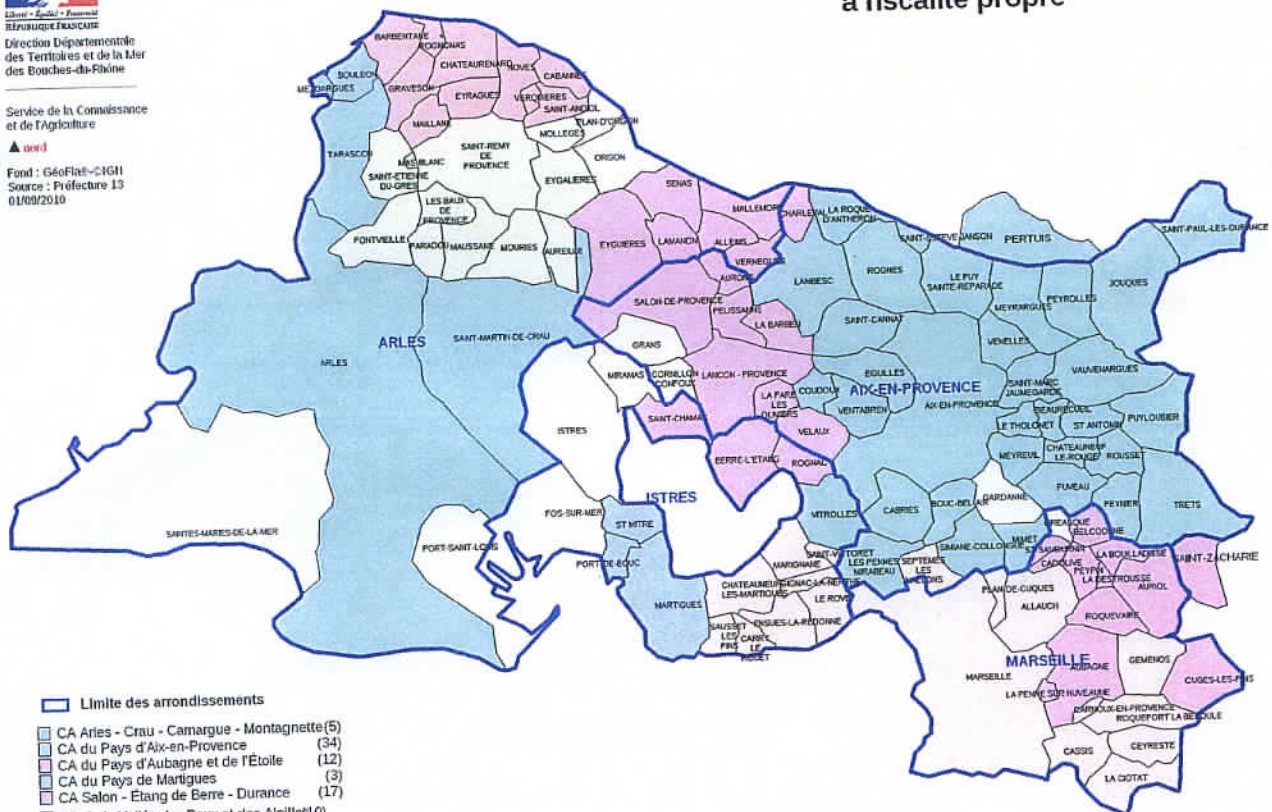 à fiscalité propre
Liberté • Égalité • Fraternité
RÉPUBLIQUE FRANÇAISE
Direction Départementale
des Territoires et de la Mer
des Bouches-du-Rhône
Service de la Connaissance
et de l'Agriculture
nord
Source : Préfecture 13
01/09/2010
BARBENTANE
ROGNONAS
CHATEAURENARD
NOVES
CABANNES
BOULBON
GRAVESON
EYRAGUES
VERQUIERES
SAINT-ANDIOL
MAILLANE
MOLLEGES
PLAN-D'ORGON
TARASCON
MAS-BLANC
SAINT-REMY
DE
PROVENCE
ORGON
SAINT-ETIENNE
DU-GRES
EYGALIERES
LES BAUX
DE
PROVENCE
SENAS
MALLEMORT
CHARLEVAL
LA ROQUE
D'ANTHERON
FONTVIEILLE
PARADOU
MAUSSANE
MOURIES
AUREILLE
EYGUIERES
LAMANON
ALLEINS
VERNEGUES
SAINT-ESTEVE JANSON
PERTUIS
SAINT-PAUL-LES-DURANCE
AURONS
LAMBESC
ROGNES
LE PUY
SAINTE-REPARADE
MEYRARGUES
PEYROLLES
JOUQUES
SALON-DE-PROVENCE
PELISSANNE
LA BARBEN
SAINT-CANNAT
VENELLES
ARLES
ARLES
SAINT-MARTIN-DE-CRAU
GRANS
MIRAMAS
CORNILLON
CONFOUX
LANCON - PROVENCE
EGUILLES
AIX-EN-PROVENCE
AIX-EN-PROVENCE
SAINT-MARC
JAUMEGARDE
VAUVENARGUES
COUDOUX
LA FARE
LES
OLIVIERS
VENTABREN
SAINT-CHAMAS
BEAURECUEIL
LE THOLONET
ST ANTONIN
PUYLOUBIER
ISTRES
VELAUX
BERRE-L'ETANG
ROGNAC
MEYREUIL
CHATEAUNEUF
LE-ROUGE
ROUSSET
ISTRES
FUVEAU
PEYNIER
TRETS
FOS-SUR-MER
ST MITRE
VITROLLES
CABRIES
BOUC-BEL AIR
GARDANNE
GREASQUE
BELCODENE
SAINTES-MARIES-DE-LA-MER
PORT-SAINT-LOUIS
PORT-DE-BOUC
MARTIGUES
MARIGNANE
SAINT-VICTORET
LES PENNES
MIRABEAU
SEPTEMES
LES
VALLONS
SIMIANE-COLLONGUE
MIMET
ST SAVOURNIN
CADOLIVE
PEYPIN
LA BOUILLADISSE
LA DESTROUSSE
AURIOL
SAINT-ZACHARIE
CHATEAUNEUF
LES-MARTIGUES
GIGNAC-LA-NERTHE
LE ROVE
PLAN-DE-CUQUES
ALLAUCH
ROQUEVAIRE
SAUSSET
LES
PINS
CARRY
LE
ROUET
ENSUES-LA-REDONNE
MARSEILLE
MARSEILLE
AUBAGNE
GEMENOS
CUGES-LES-PINS
LA PENNE SUR HUVEAUNE
CARNOUX-EN-PROVENCE
ROQUEFORT LA BEDOULE
CASSIS
CEYRESTE
LA CIOTAT
Limite des arrondissements
CA Arles - Crau - Camargue - Montagnette(5)
CA du Pays d'Aix-en-Provence (34)
CA du Pays d'Aubagne et de l'Étoile (12)
CA du Pays de Martigues (3)
CA Salon - Étang de Berre - Durance (17)